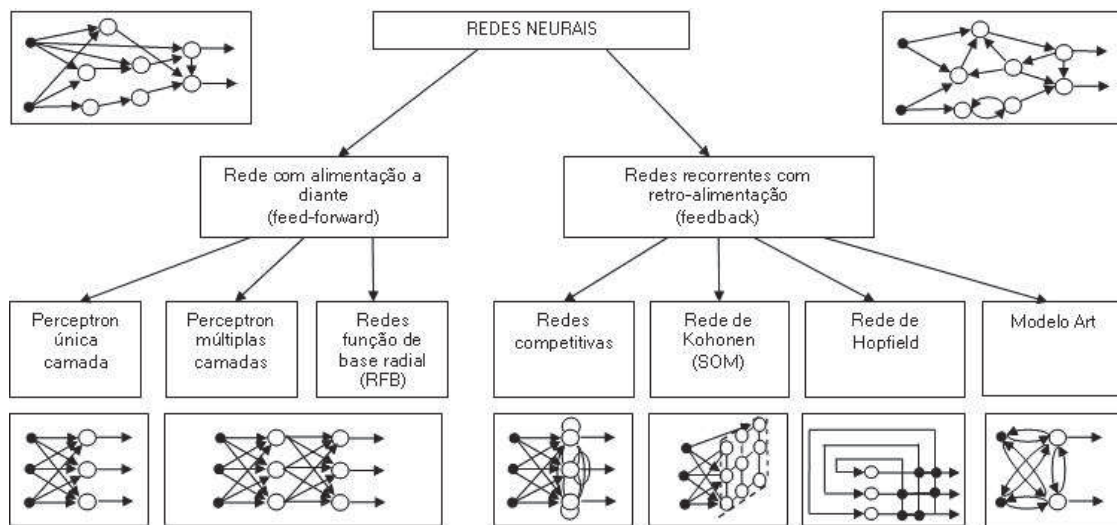 REDES NEURAIS
Rede com alimentação a
diante
(feed-forward)
Redes recorrentes com
retro-alimentação
(feedback)
Perceptron
única
camada
Perceptron
múltiplas
camadas
Redes
função de
base radial
(RFB)
Redes
competitivas
Rede de
Kohonen
(SOM)
Rede de
Hopfield
Modelo Art